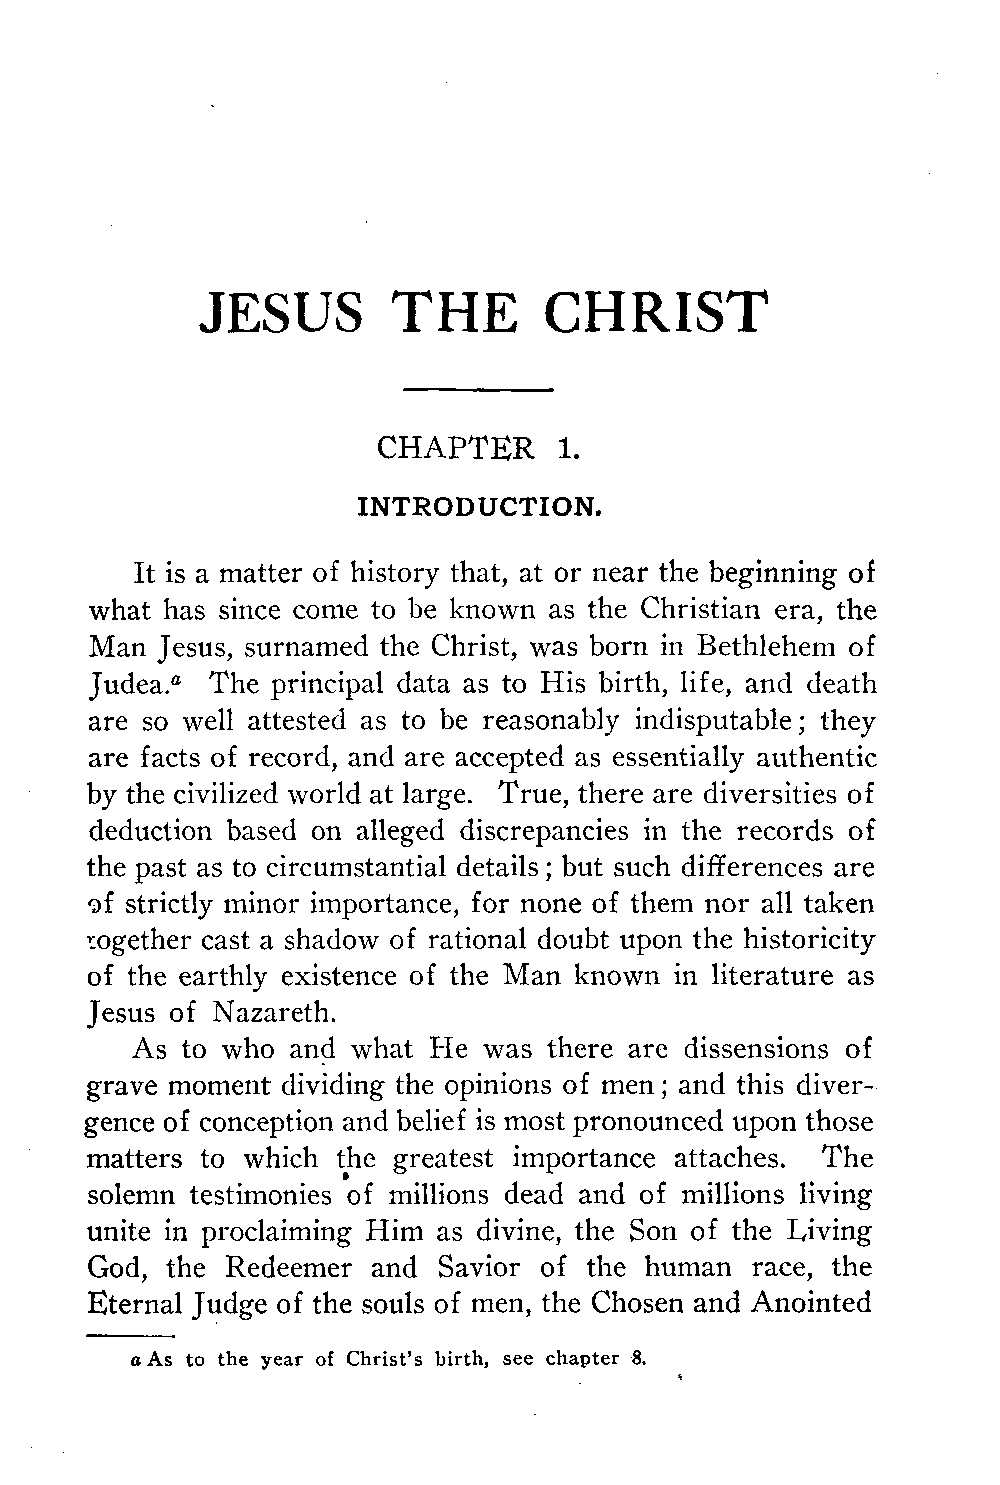 JESUS THE CHRIST
CHAPTER 1.
INTRODUCTION.
It is a matter of history that, at or near the beginning of
what has since come to be known as the Christian era, the
Man Jesus, surnamed the Christ, was born in Bethlehem of
Judea.a The principal data as to His birth, life, and death
are so well attested as to be reasonably indisputable; they
are facts of record, and are accepted as essentially authentic
by the civilized world at large. True, there are diversities of
deduction based on alleged discrepancies in the records of
the past as to circumstantial details; but such differences are
of strictly minor importance, for none of them nor all taken
together cast a shadow of rational doubt upon the historicity
of the earthly existence of the Man known in literature as
Jesus of Nazareth.
As to who and what He was there are dissensions of
grave moment dividing the opinions of men; and this diver-
gence of conception and belief is most pronounced upon those
matters to which the greatest importance attaches. The
solemn testimonies of millions dead and of millions living
unite in proclaiming Him as divine, the Son of the Living
God, the Redeemer and Savior of the human race, the
Eternal Judge of the souls of men, the Chosen and Anointed
a As to the year of Christ's birth, see chapter 8.